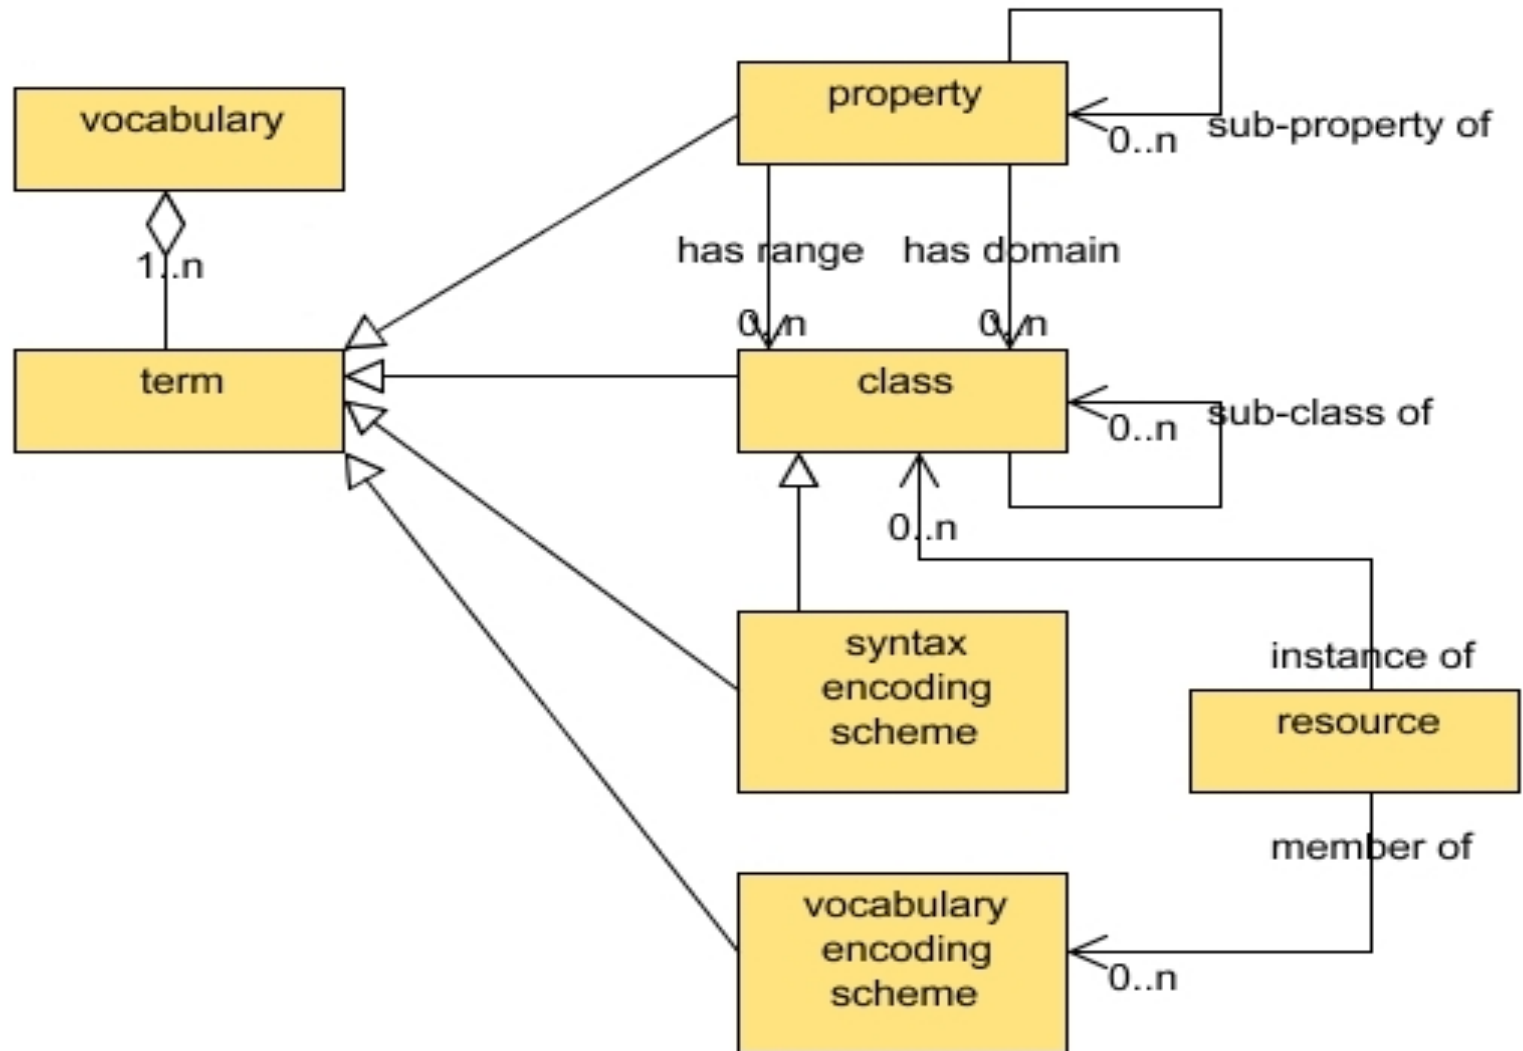 property
vocabulary
sub-property of
0..n
has range
has domain
1..n
0..n
0..n
term
class
sub-class of
0..n
0..n
syntax
encoding
scheme
instance of
resource
member of
vocabulary
encoding
scheme
0..n